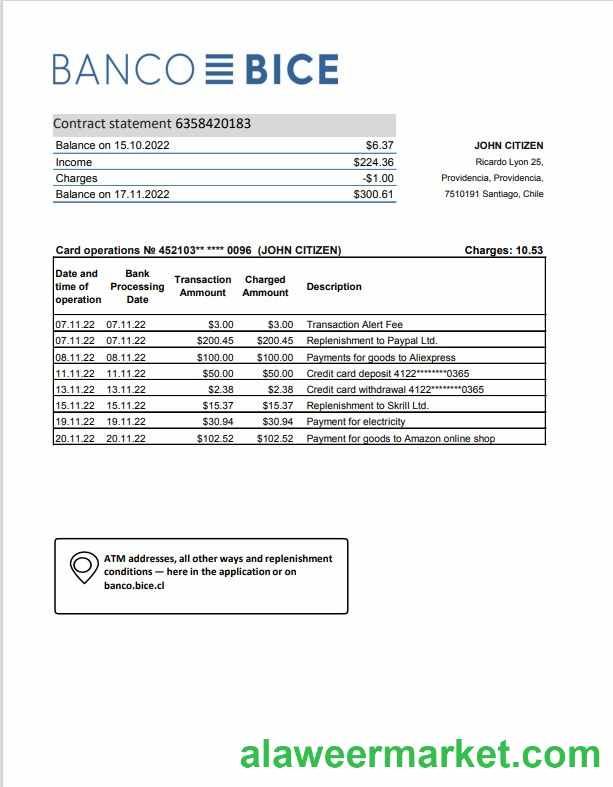 BANCO BICE
Contract statement 6358420183
Balance on 15.10.2022 $6.37
Income $224.36
Charges -$1.00
Balance on 17.11.2022 $300.61
JOHN CITIZEN
Ricardo Lyon 25,
Providencia, Providencia,
7510191 Santiago, Chile
Card operations № 452103** **** 0096 (JOHN CITIZEN) Charges: 10.53
Date and time of operation Bank Processing Date Transaction Ammount Charged Ammount Description
07.11.22 07.11.22 $3.00 $3.00 Transaction Alert Fee
07.11.22 07.11.22 $200.45 $200.45 Replenishment to Paypal Ltd.
08.11.22 08.11.22 $100.00 $100.00 Payments for goods to Aliexpress
11.11.22 11.11.22 $50.00 $50.00 Credit card deposit 4122********0365
13.11.22 13.11.22 $2.38 $2.38 Credit card withdrawal 4122********0365
15.11.22 15.11.22 $15.37 $15.37 Replenishment to Skrill Ltd.
19.11.22 19.11.22 $30.94 $30.94 Payment for electricity
20.11.22 20.11.22 $102.52 $102.52 Payment for goods to Amazon online shop
ATM addresses, all other ways and replenishment
conditions — here in the application or on
banco.bice.cl
alaweermarket.com